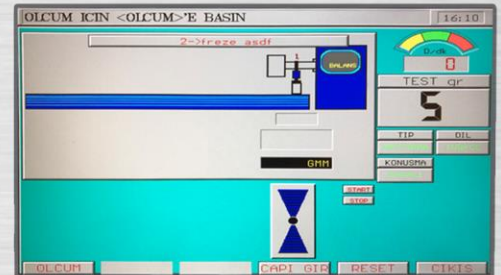 OLCUM ICIN <OLCUM>'E BASIN
16:10
2->freze asdf
1
BALANS
D/dk
0
TEST gr
5
TIP
DIL
KONUSMA
GMM
START
STOP
OLCUM
CAPI GIR
RESET
CIKIS